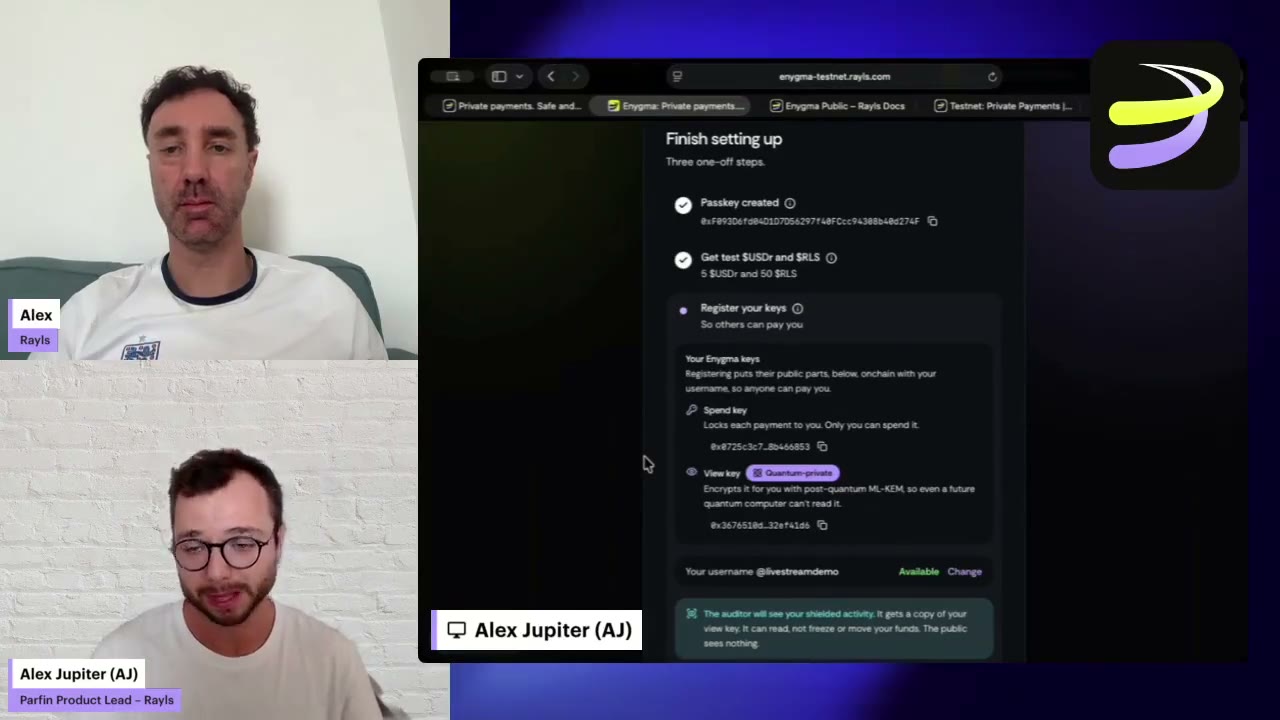 Alex
Rayls
Alex Jupiter (AJ)
Parfin Product Lead – Rayls
enygma-testnet.rayls.com
Private payments. Safe and...
Enygma: Private payments....
Enygma Public – Rayls Docs
Testnet: Private Payments |...
Finish setting up
Three one-off steps.
Passkey created
Get test $USDr and $RLS
5 $USDr and 50 $RLS
Register your keys
So others can pay you
Your Enygma keys
Registering puts their public parts, below, onchain with your
username, so anyone can pay you.
Spend key
Locks each payment to you. Only you can spend it.
0x0725c3c7…8b466853
View key
Quantum-private
Encrypts it for you with post-quantum ML-KEM, so even a future
quantum computer can't read it.
0x3676510d…32ef41d6
Your username @livestreamdemo
Available
Change
The auditor will see your shielded activity. It gets a copy of your
view key. It can read, not freeze or move your funds. The public
sees nothing.
Alex Jupiter (AJ)